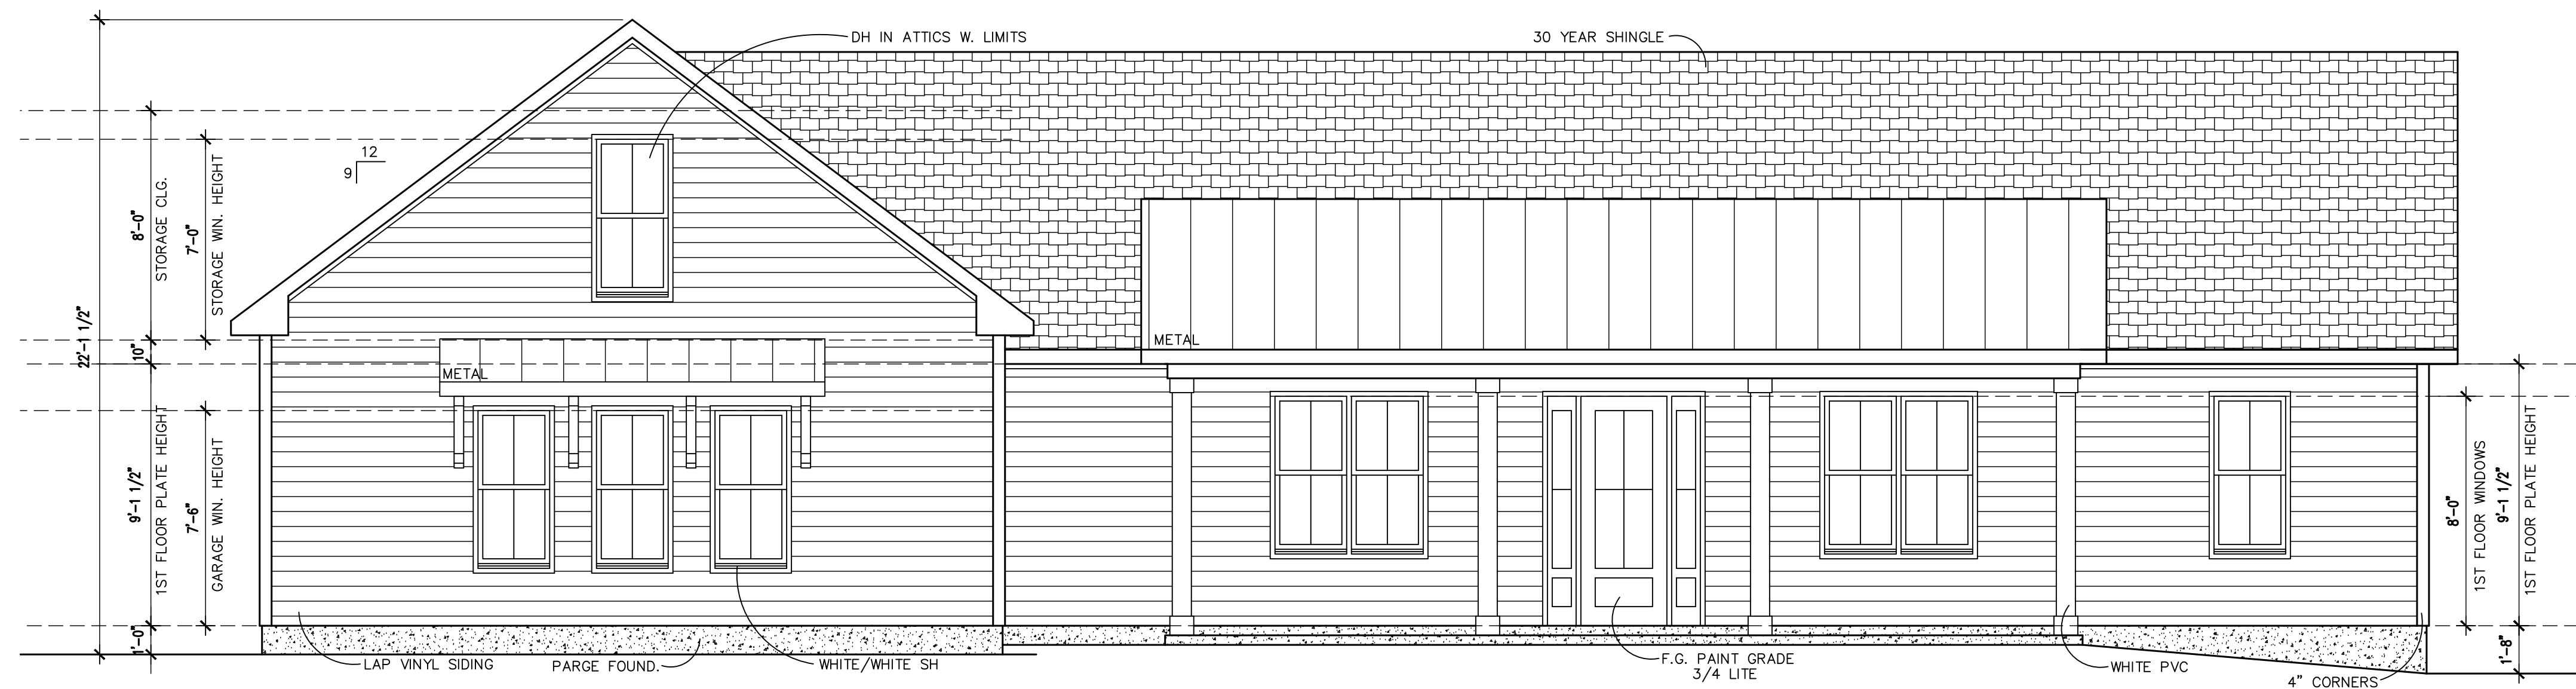 DH IN ATTICS W. LIMITS
30 YEAR SHINGLE
12
9
8'-0"
STORAGE CLG.
7'-0"
STORAGE WIN. HEIGHT
22'-1 1/2"
10"
METAL
METAL
9'-1 1/2"
1ST FLOOR PLATE HEIGHT
7'-6"
GARAGE WIN. HEIGHT
1'-0"
8'-0"
1ST FLOOR WINDOWS
9'-1 1/2"
1ST FLOOR PLATE HEIGHT
1'-8"
LAP VINYL SIDING
PARGE FOUND.
WHITE/WHITE SH
F.G. PAINT GRADE
3/4 LITE
WHITE PVC
4" CORNERS